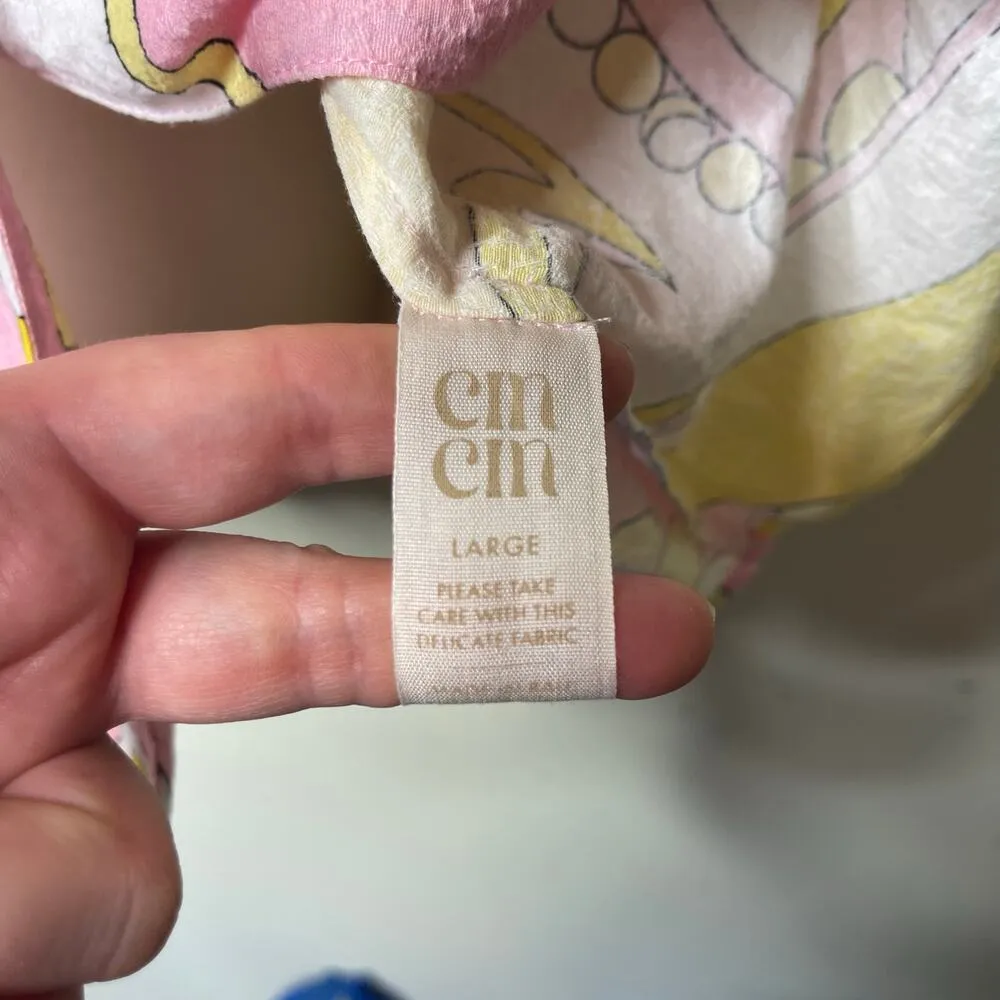 cm
cm
LARGE
PLEASE TAKE
CARE WITH THIS
DELICATE FABRIC